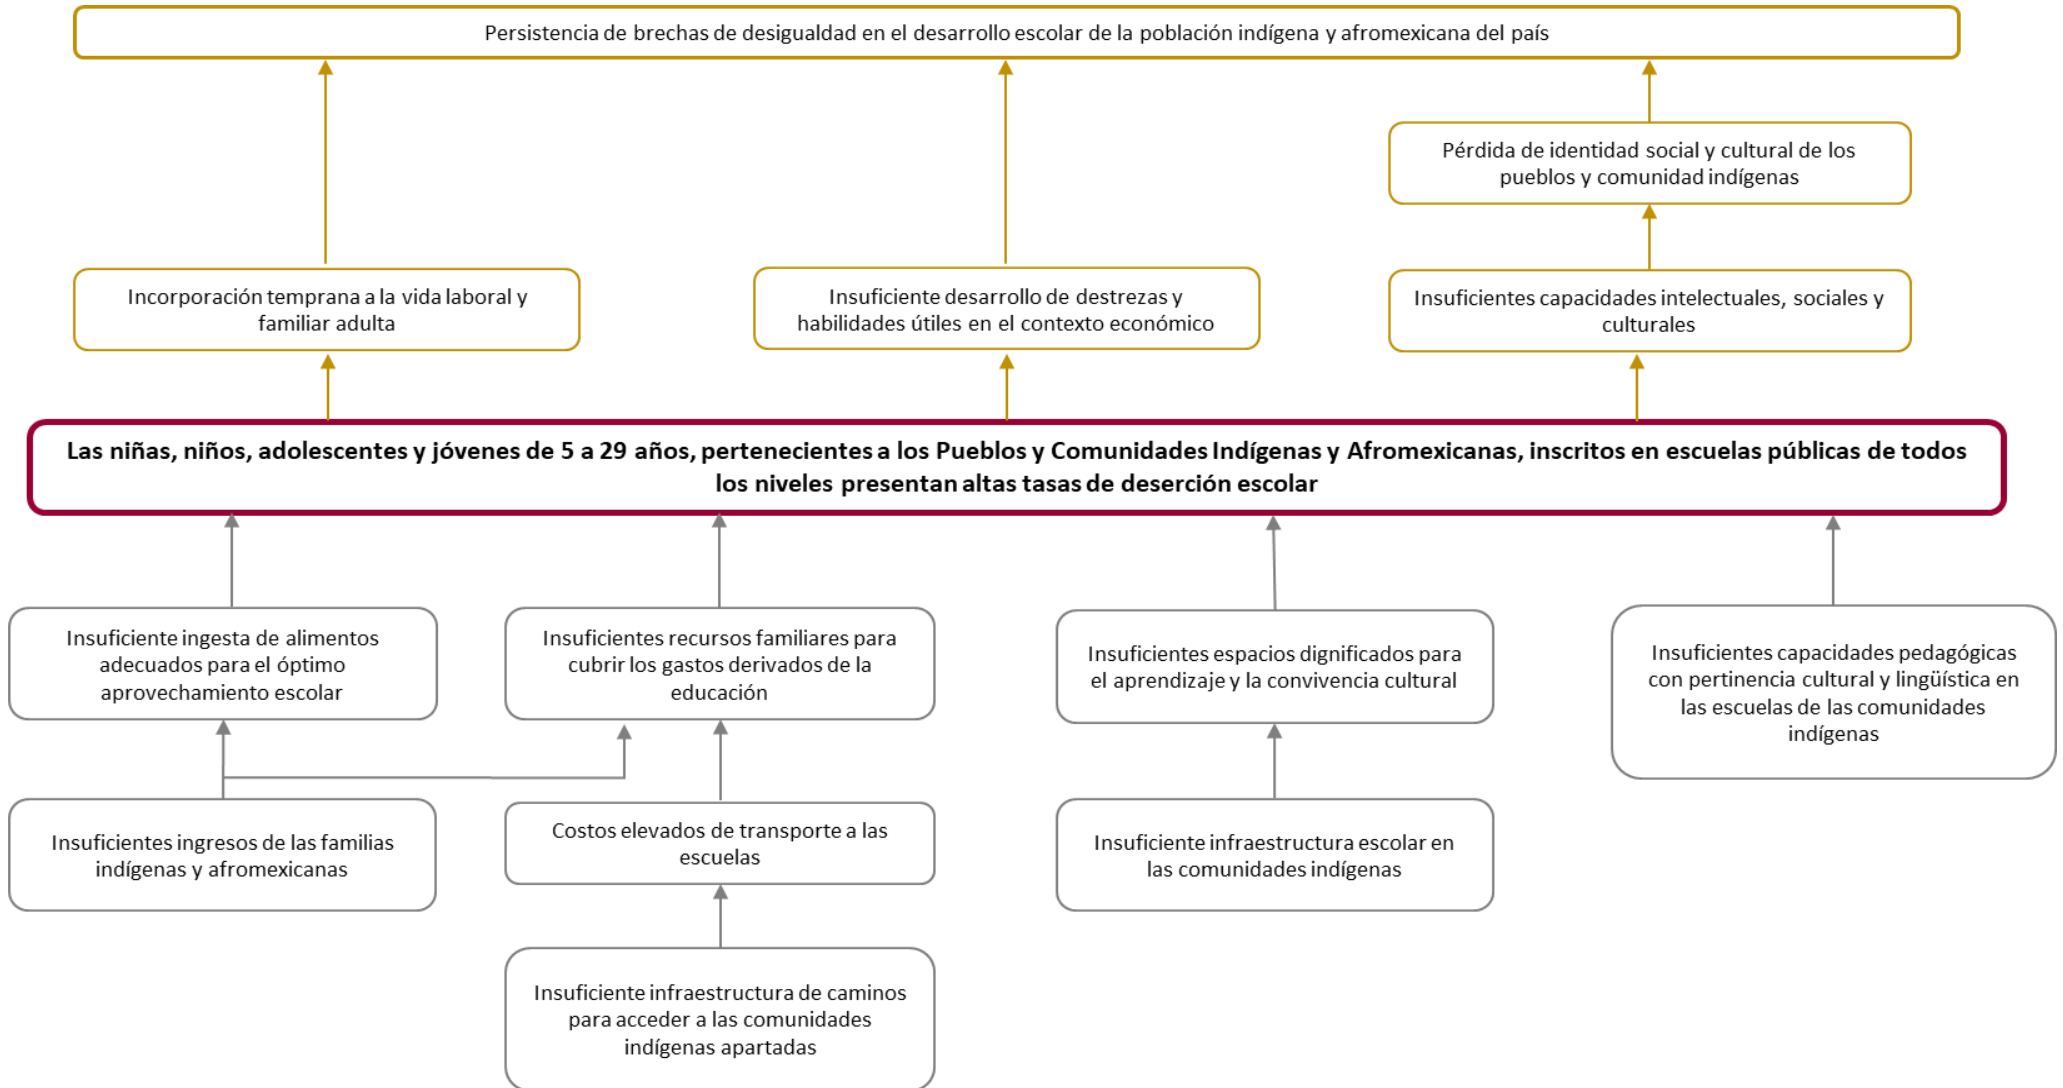 Persistencia de brechas de desigualdad en el desarrollo escolar de la población indígena y afromexicana del país
Pérdida de identidad social y cultural de los
pueblos y comunidad indígenas
Incorporación temprana a la vida laboral y
familiar adulta
Insuficiente desarrollo de destrezas y
habilidades útiles en el contexto económico
Insuficientes capacidades intelectuales, sociales y
culturales
Las niñas, niños, adolescentes y jóvenes de 5 a 29 años, pertenecientes a los Pueblos y Comunidades Indígenas y Afromexicanas, inscritos en escuelas públicas de todos
los niveles presentan altas tasas de deserción escolar
Insuficiente ingesta de alimentos
adecuados para el óptimo
aprovechamiento escolar
Insuficientes recursos familiares para
cubrir los gastos derivados de la
educación
Insuficientes espacios dignificados para
el aprendizaje y la convivencia cultural
Insuficientes capacidades pedagógicas
con pertinencia cultural y lingüística en
las escuelas de las comunidades
indígenas
Insuficientes ingresos de las familias
indígenas y afromexicanas
Costos elevados de transporte a las
escuelas
Insuficiente infraestructura escolar en
las comunidades indígenas
Insuficiente infraestructura de caminos
para acceder a las comunidades
indígenas apartadas